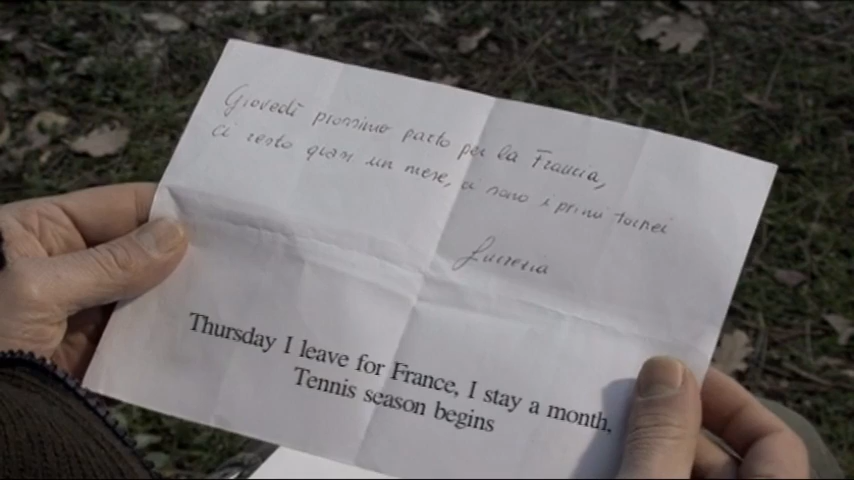 Giovedì prossimo parto per la Francia,
ci resto quasi un mese, ci sono i primi tornei
Lucrezia
Thursday I leave for France, I stay a month,
Tennis season begins